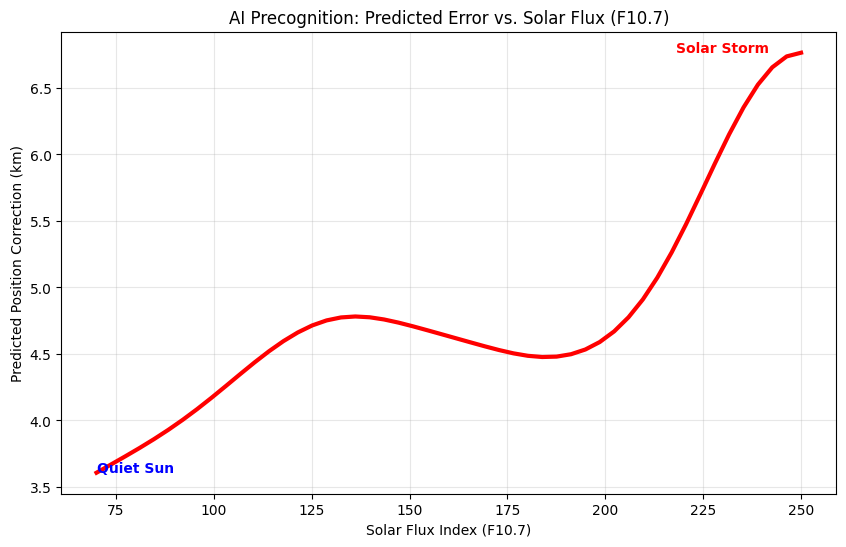 AI Precognition: Predicted Error vs. Solar Flux (F10.7)
Solar Storm
Predicted Position Correction (km)
6.5
6.0
5.5
5.0
4.5
4.0
3.5
Quiet Sun
75 100 125 150 175 200 225 250
Solar Flux Index (F10.7)